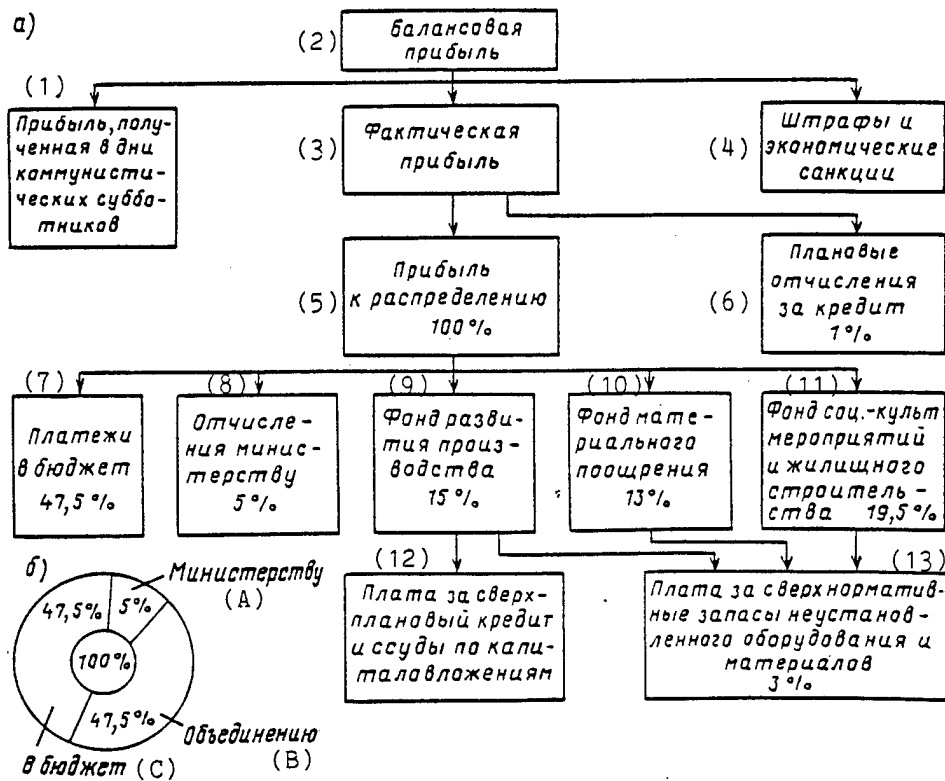 а)
(2)
балансовая
прибыль
(1)
Прибыль, полу-
ченная в дни
коммунисти-
ческих суббо-
тников
(3)
Фактическая
прибыль
(4)
Штрафы и
экономические
санкции
(5)
Прибыль
к распределению
100%
(6)
Плановые
отчисления
за кредит
1%
(7)
Платежи
в бюджет
47,5%
(8)
Отчисле-
ния минис-
терству
5%
(9)
Фонд разви-
тия произ-
водства
15%
(10)
Фонд мате-
риального
поощрения
13%
(11)
Фонд соц.-культ
мероприятий
и жилищного
строитель-
ства 19,5%
(12)
Плата за сверх-
плановый кредит
и ссуды по капи-
таловложениям
(13)
Плата за сверхнорматив-
ные запасы неустанов-
ленного оборудования и
материалов
3%
б)
Министерству
(A)
47,5%
5%
100%
47,5%
Объединению
(B)
в бюджет (C)